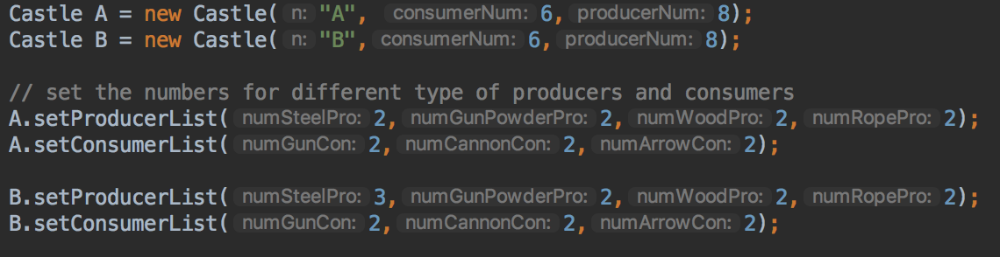 Castle A = new Castle( n: "A", consumerNum: 6, producerNum: 8);
Castle B = new Castle( n: "B", consumerNum: 6, producerNum: 8);
// set the numbers for different type of producers and consumers
A.setProducerList( numSteelPro: 2, numGunPowderPro: 2, numWoodPro: 2, numRopePro: 2);
A.setConsumerList( numGunCon: 2, numCannonCon: 2, numArrowCon: 2);
B.setProducerList( numSteelPro: 3, numGunPowderPro: 2, numWoodPro: 2, numRopePro: 2);
B.setConsumerList( numGunCon: 2, numCannonCon: 2, numArrowCon: 2);